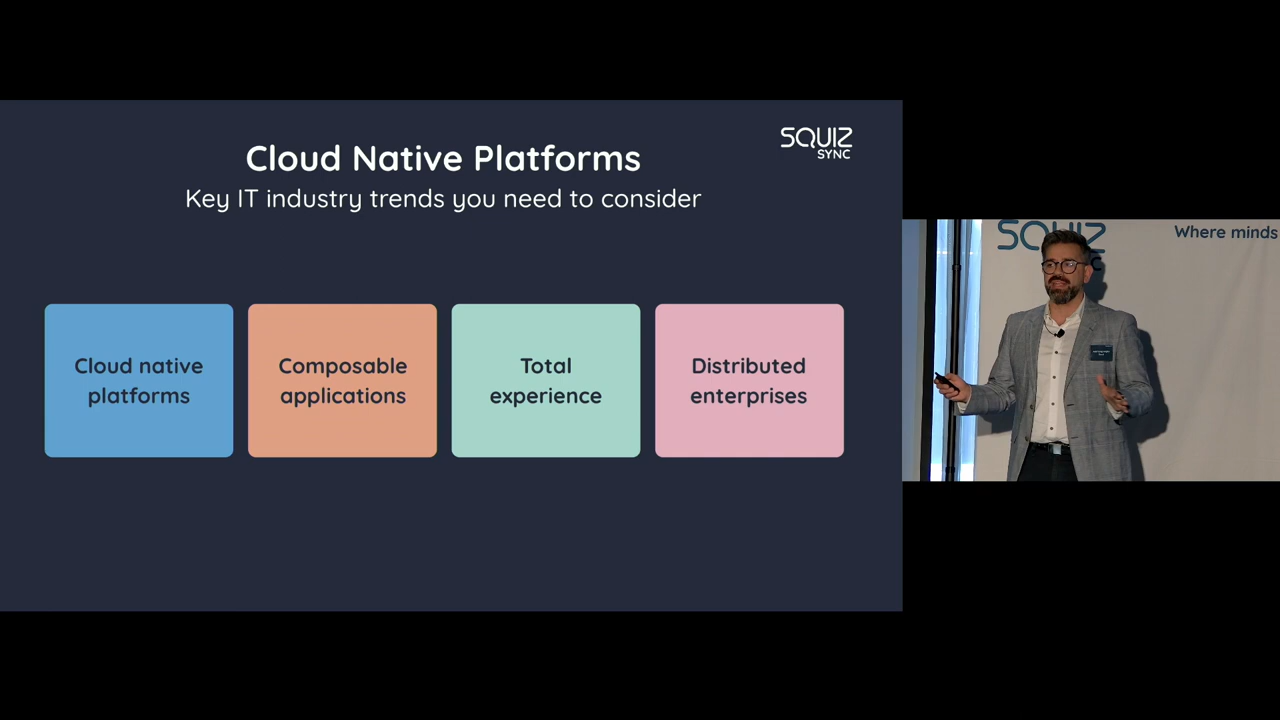 Cloud Native Platforms
Key IT industry trends you need to consider
SQUIZ
SYNC
Cloud native
platforms
Composable
applications
Total
experience
Distributed
enterprises
SQUIZ
Where minds